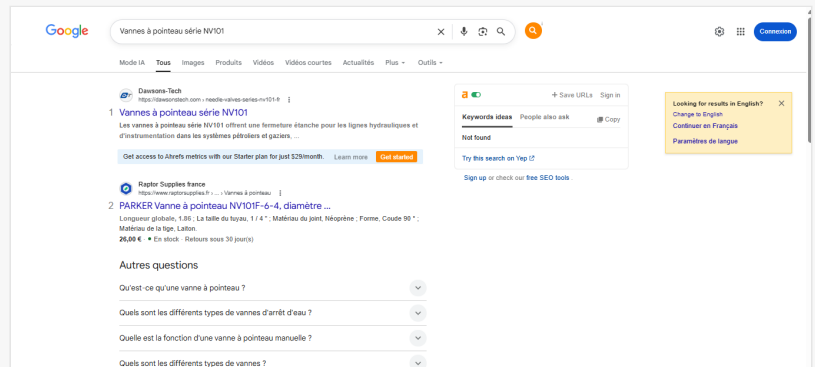 Google
Vannes à pointeau série NV101
Connexion
Mode IA Tous Images Produits Vidéos Vidéos courtes Actualités Plus Outils
Dawsons-Tech
https://dawsonstech.com › needle-valves-series-nv101-fr
1 Vannes à pointeau série NV101
Les vannes à pointeau série NV101 offrent une fermeture étanche pour les lignes hydrauliques et
d'instrumentation dans les systèmes pétroliers et gaziers, ...
Get access to Ahrefs metrics with our Starter plan for just $29/month. Learn more Get started
Raptor Supplies france
https://www.raptorsupplies.fr › ... › Vannes à pointeau
2 PARKER Vanne à pointeau NV101F-6-4, diamètre ...
Longueur globale, 1.86 ; La taille du tuyau, 1 / 4 " ; Matériau du joint, Néoprène ; Forme, Coude 90 ° ;
Matériau de la tige, Laiton.
26,00 € · En stock · Retours sous 30 jour(s)
Autres questions
Qu'est-ce qu'une vanne à pointeau ?
Quels sont les différents types de vannes d'arrêt d'eau ?
Quelle est la fonction d'une vanne à pointeau manuelle ?
Quels sont les différents types de vannes ?
a + Save URLs Sign in
Keywords ideas People also ask Copy
Not found
Try this search on Yep
Sign up or check our free SEO tools
Looking for results in English?
Change to English
Continuer en Français
Paramètres de langue